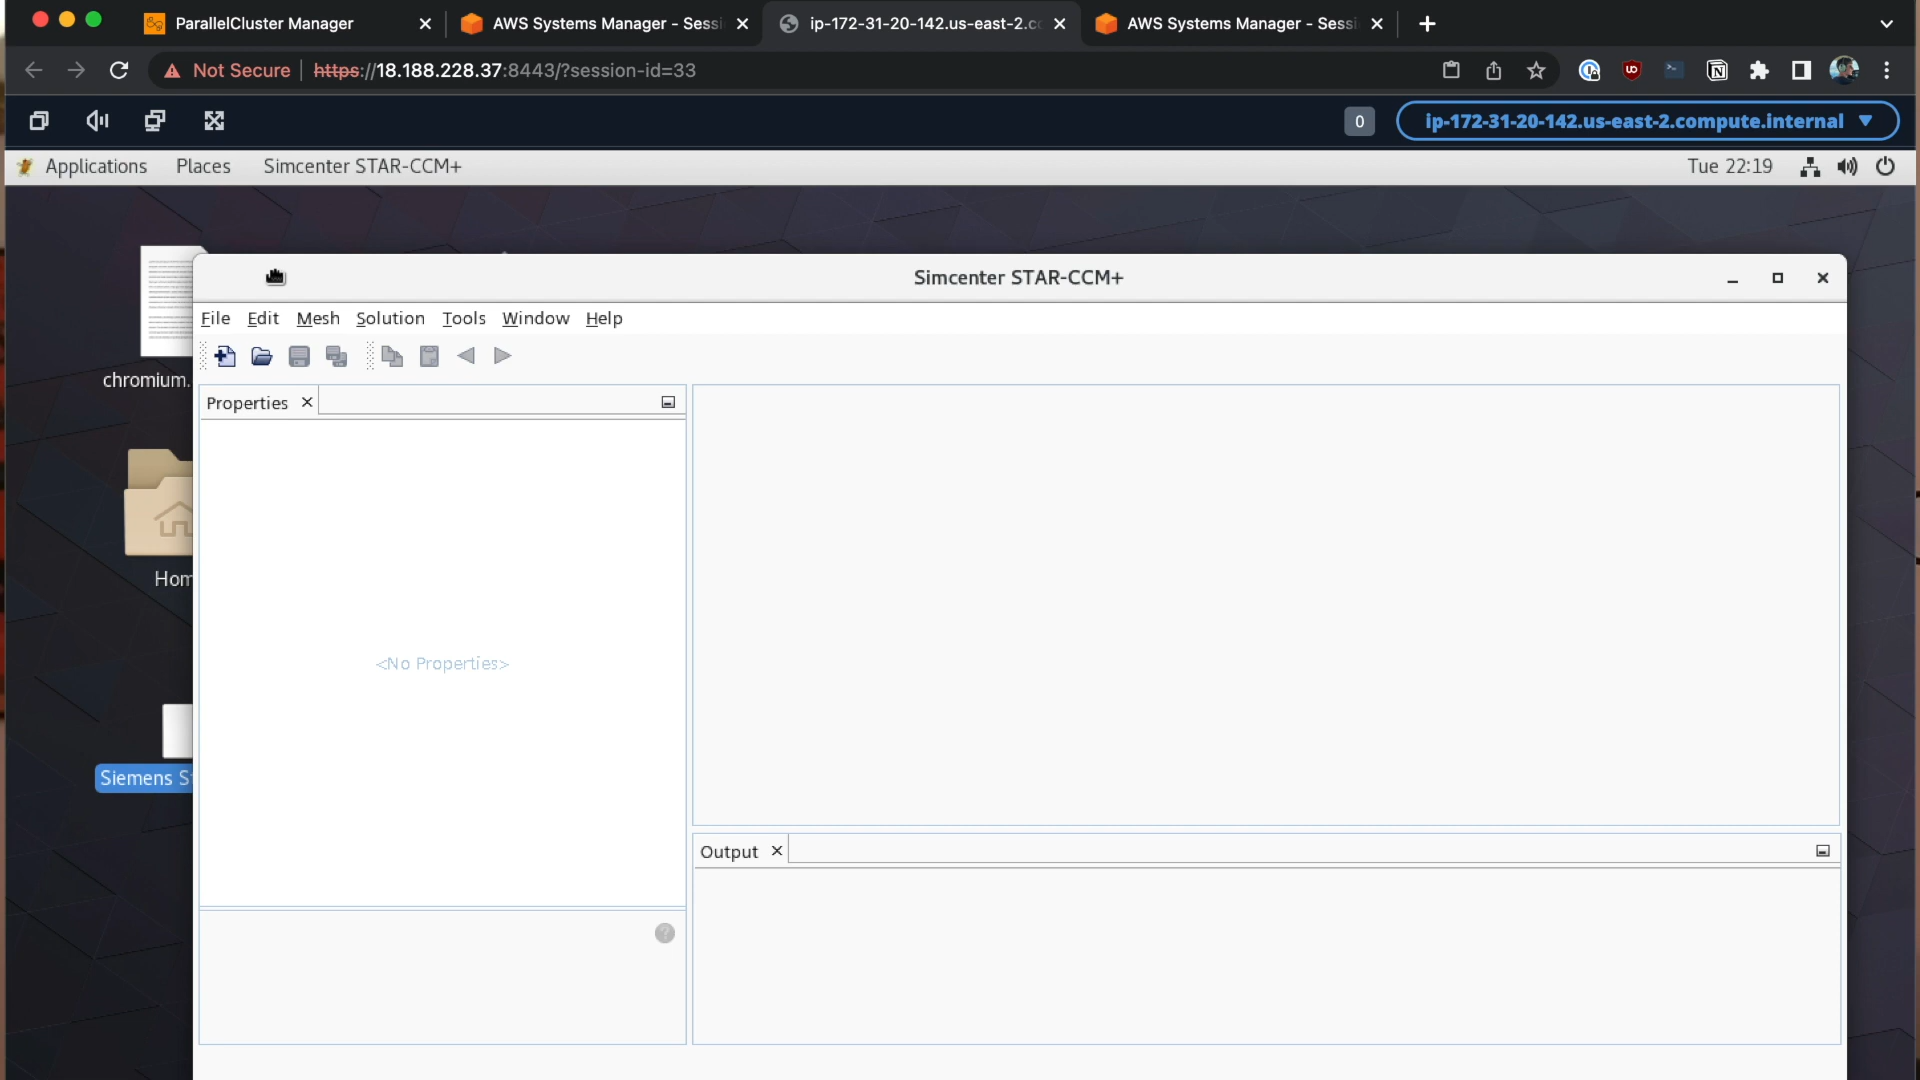 ParallelCluster Manager
AWS Systems Manager - Sessi
ip-172-31-20-142.us-east-2.c
AWS Systems Manager - Sessi
Not Secure
https://18.188.228.37:8443/?session-id=33
0
ip-172-31-20-142.us-east-2.compute.internal
Applications Places Simcenter STAR-CCM+
Tue 22:19
chromium.
Hom
Siemens S
Simcenter STAR-CCM+
File Edit Mesh Solution Tools Window Help
Properties
<No Properties>
?
Output